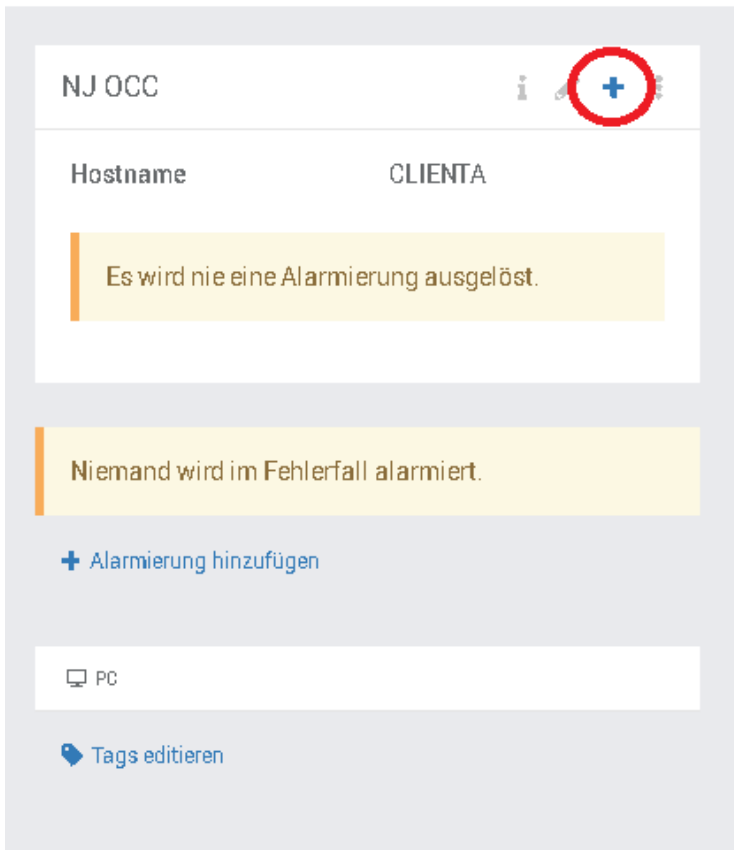 NJ OCC
Hostname CLIENTA
Es wird nie eine Alarmierung ausgelöst.
Niemand wird im Fehlerfall alarmiert.
Alarmierung hinzufügen
PC
Tags editieren